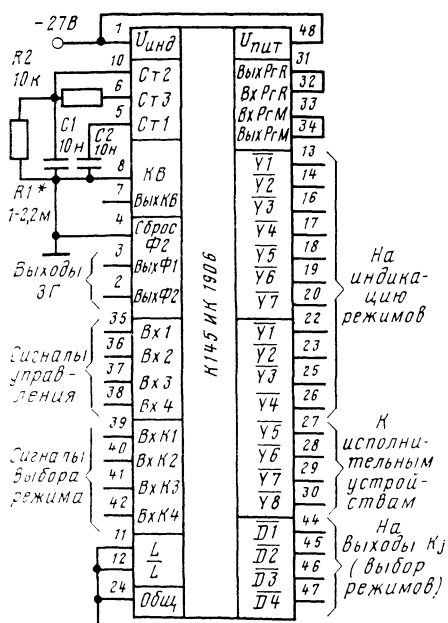 -27В
R2
10к
C1
10н
C2
10н
R1*
1-2,2м
1
10
6
5
8
7
4
3
2
35
36
37
38
39
40
41
42
11
12
24
Uинд
Ст2
Ст3
Ст1
КВ
ВыхКВ
Сброс
Ф2
ВыхФ1
ВыхФ2
Вх1
Вх2
Вх3
Вх4
ВхК1
ВхК2
ВхК3
ВхК4
L
L
Общ
Выходы
ЗГ
Сигналы
управ-
ления
Сигналы
выбора
режима
К145ИК1906
Uпит
ВыхРгR
ВхРгR
ВхРгМ
ВыхРгМ
Y1
Y2
Y3
Y4
Y5
Y6
Y7
Y1
Y2
Y3
Y4
Y5
Y6
Y7
Y8
D1
D2
D3
D4
48
31
32
33
34
13
14
16
17
18
19
20
22
23
25
26
27
28
29
30
44
45
46
47
На
индика-
цию
режимов
К
исполни-
тельным
устрой-
ствам
На
выходы Kj
(выбор
режимов)